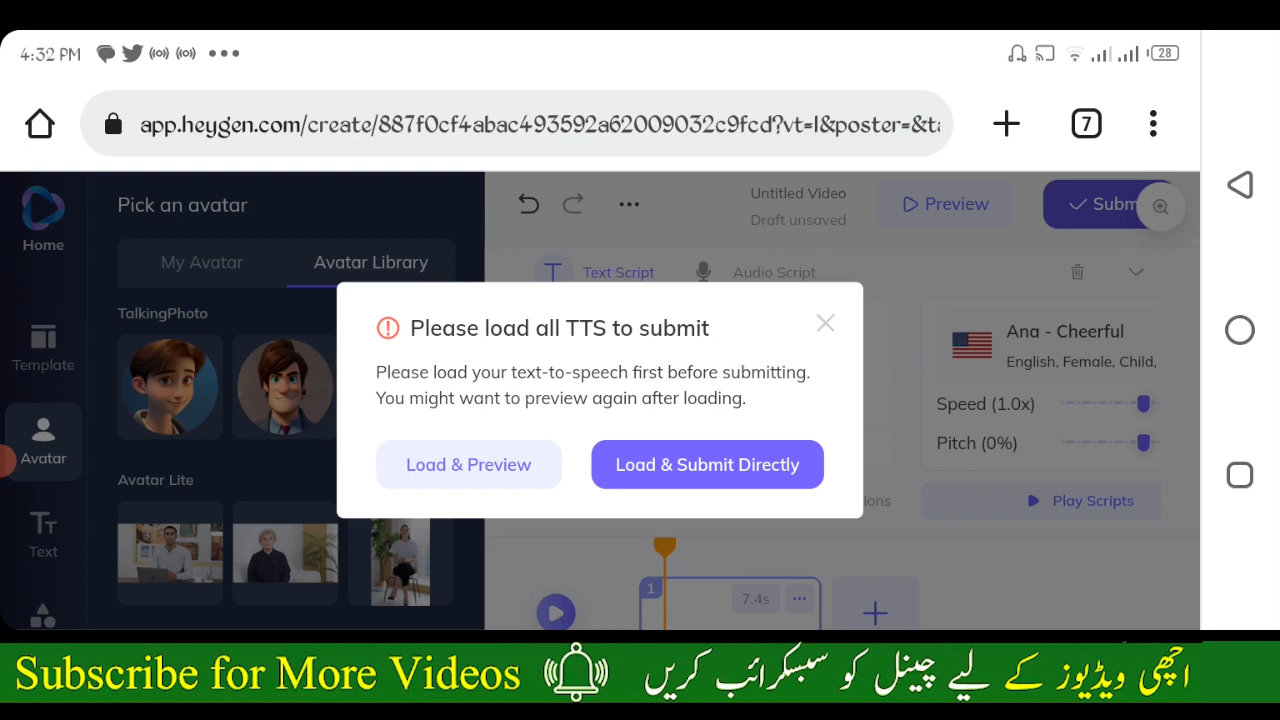 4:32 PM
28
app.heygen.com/create/887f0cf4abac493592a62009032c9fcd?vt=l&poster=&ta
7
Home
Pick an avatar
My Avatar
Avatar Library
TalkingPhoto
Template
Avatar
Avatar Lite
Text
Untitled Video
Draft unsaved
Preview
Subm
Text Script
Audio Script
Ana - Cheerful
English, Female, Child,
Speed (1.0x)
Pitch (0%)
ions
Play Scripts
Please load all TTS to submit
Please load your text-to-speech first before submitting.
You might want to preview again after loading.
Load & Preview
Load & Submit Directly
1
7.4s
Subscribe for More Videos
اچھی ویڈیوز کے لیے چینل کو سبسکرائب کریں